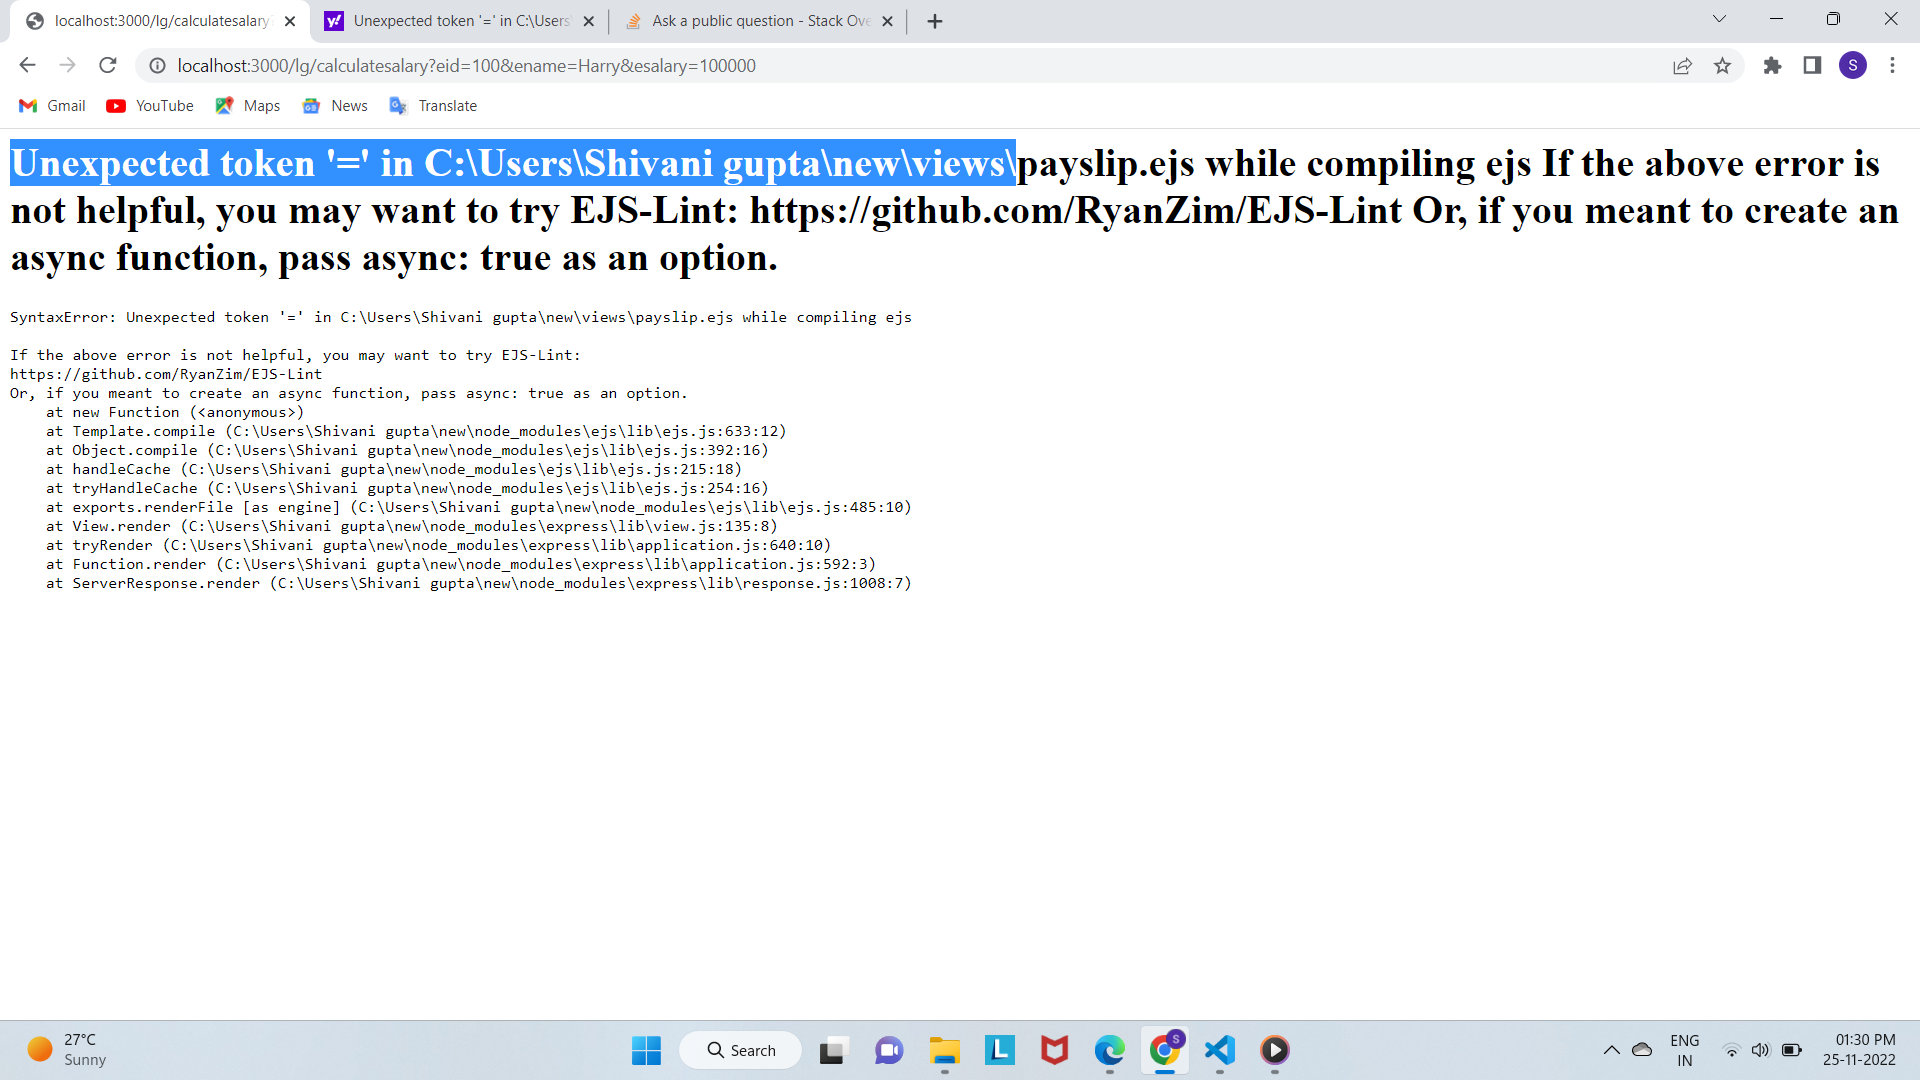 localhost:3000/lg/calculatesalary
Unexpected token '=' in C:\Users
Ask a public question - Stack Ove
localhost:3000/lg/calculatesalary?eid=100&ename=Harry&esalary=100000
S
Gmail
YouTube
Maps
News
Translate
Unexpected token '=' in C:\Users\Shivani gupta\new\views\payslip.ejs while compiling ejs If the above error is
not helpful, you may want to try EJS-Lint: https://github.com/RyanZim/EJS-Lint Or, if you meant to create an
async function, pass async: true as an option.
SyntaxError: Unexpected token '=' in C:\Users\Shivani gupta\new\views\payslip.ejs while compiling ejs
If the above error is not helpful, you may want to try EJS-Lint:
https://github.com/RyanZim/EJS-Lint
Or, if you meant to create an async function, pass async: true as an option.
at new Function (<anonymous>)
at Template.compile (C:\Users\Shivani gupta\new\node_modules\ejs\lib\ejs.js:633:12)
at Object.compile (C:\Users\Shivani gupta\new\node_modules\ejs\lib\ejs.js:392:16)
at handleCache (C:\Users\Shivani gupta\new\node_modules\ejs\lib\ejs.js:215:18)
at tryHandleCache (C:\Users\Shivani gupta\new\node_modules\ejs\lib\ejs.js:254:16)
at exports.renderFile [as engine] (C:\Users\Shivani gupta\new\node_modules\ejs\lib\ejs.js:485:10)
at View.render (C:\Users\Shivani gupta\new\node_modules\express\lib\view.js:135:8)
at tryRender (C:\Users\Shivani gupta\new\node_modules\express\lib\application.js:640:10)
at Function.render (C:\Users\Shivani gupta\new\node_modules\express\lib\application.js:592:3)
at ServerResponse.render (C:\Users\Shivani gupta\new\node_modules\express\lib\response.js:1008:7)
27°C
Sunny
Search
S
ENG
IN
01:30 PM
25-11-2022